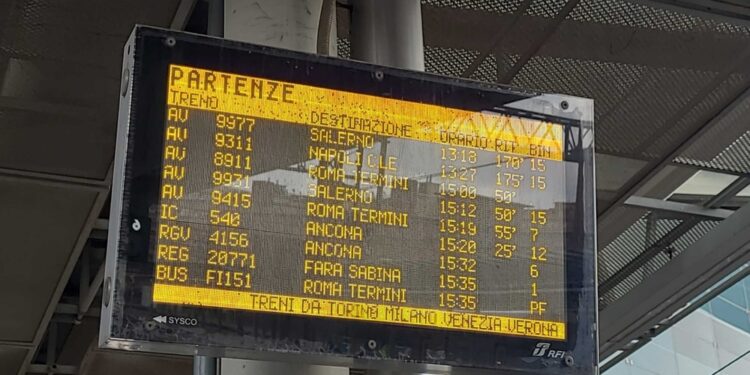 PARTENZE
TRENO DESTINAZIONE ORARIO RIT BIN
AV 9977 SALERNO 13:18 170' 15
AV 9311 NAPOLI C.LE 13:27 175' 15
AV 8911 ROMA TERMINI 15:00 50'
AV 9931 SALERNO 15:12 50' 15
AV 9415 ROMA TERMINI 15:19 55' 7
IC 540 ANCONA 15:20 25' 12
RGV 4156 ANCONA 15:32 6
REG 20771 FARA SABINA 15:35 1
BUS FI151 ROMA TERMINI 15:35 PF
TRENI DA TORINO MILANO VENEZIA VERONA
SYSCO
RFI